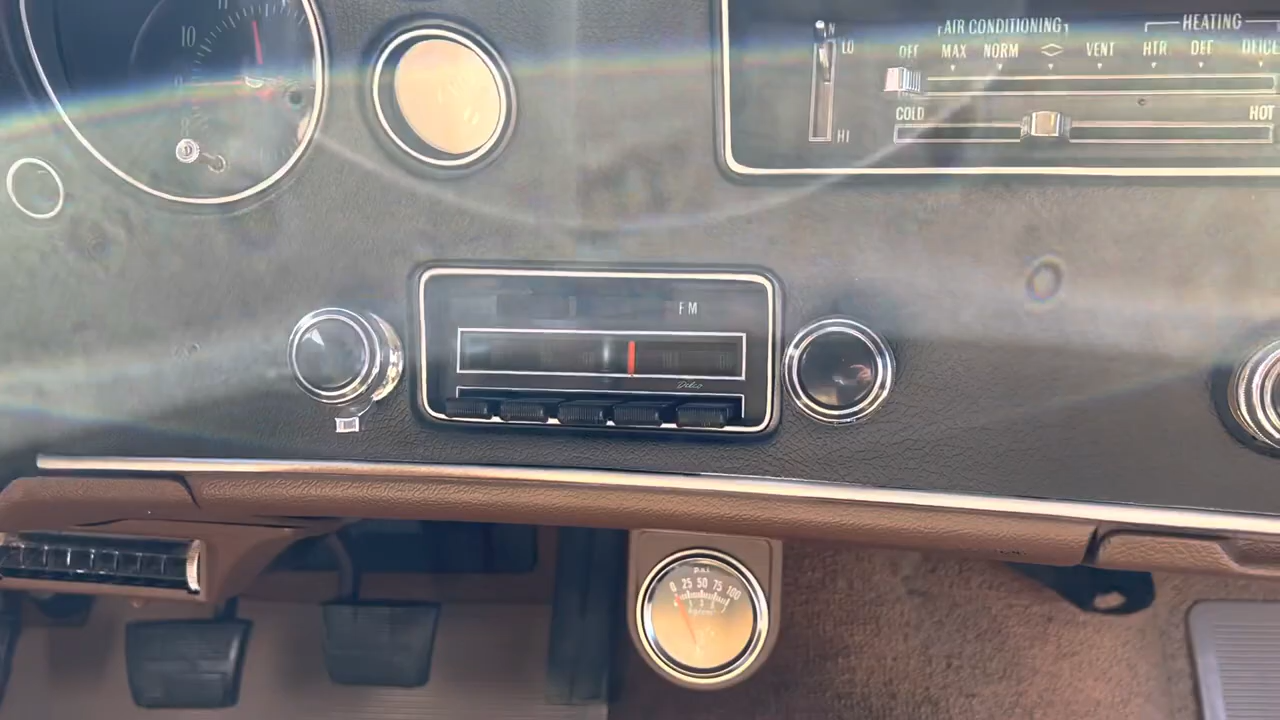 10
AIR CONDITIONING
HEATING
N
LO
HI
OFF MAX NORM VENT HTR DEF DEICE
COLD HOT
FM
Delco
psi
0 25 50 75 100